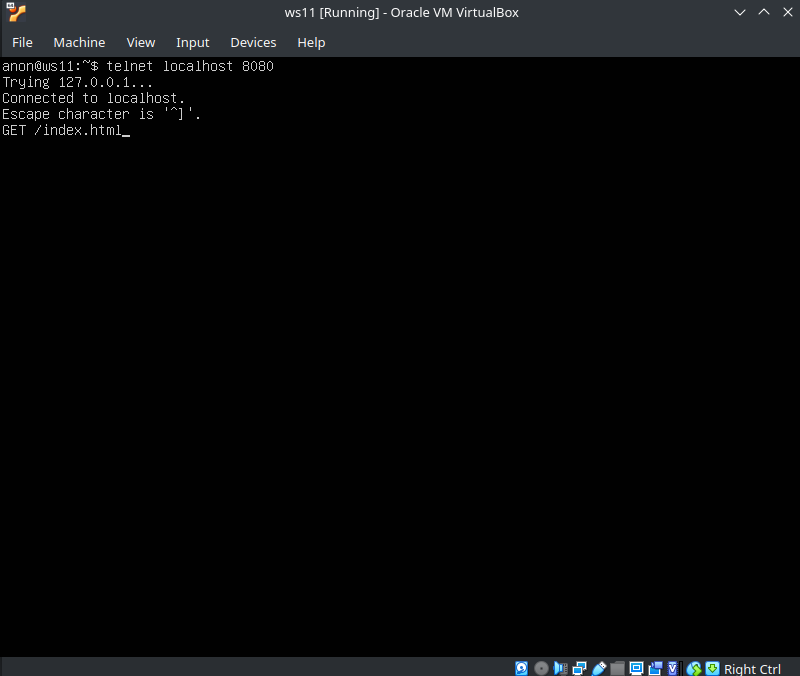 ws11 [Running] - Oracle VM VirtualBox
File Machine View Input Devices Help
anon@ws11:~$ telnet localhost 8080
Trying 127.0.0.1...
Connected to localhost.
Escape character is '^]'.
GET /index.html_
Right Ctrl